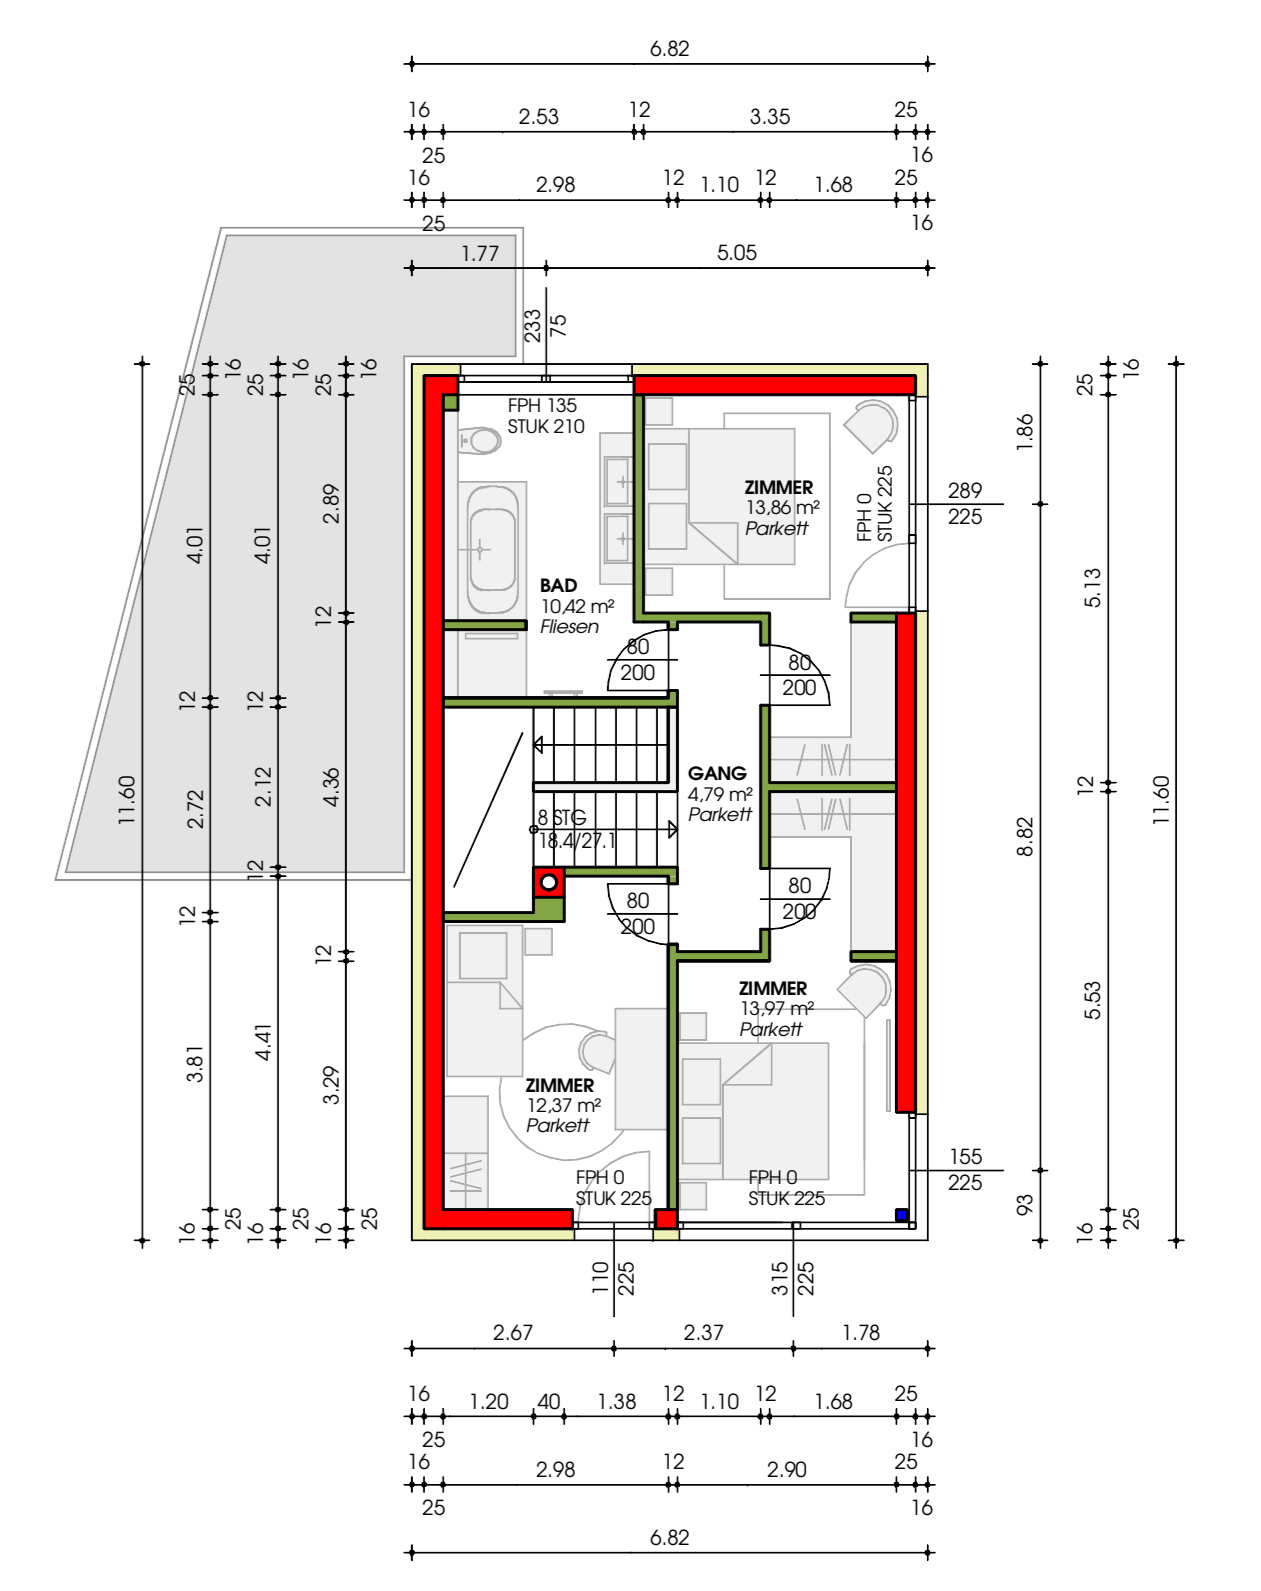 6.82
16 2.53 12 3.35 25
25 16
16 2.98 12 1.10 12 1.68 25
25 16
1.77 5.05
233
75
FPH 135
STUK 210
ZIMMER
13,86 m²
Parkett
FPH 0
STUK 225
289
225
BAD
10,42 m²
Fliesen
80
200
80
200
GANG
4,79 m²
Parkett
8 STG
18.4/27.1
80
200
80
200
ZIMMER
13,97 m²
Parkett
ZIMMER
12,37 m²
Parkett
FPH 0
STUK 225
FPH 0
STUK 225
155
225
110
225
315
225
11.60
16
25
4.01
12
2.72
12
3.81
25
16
16
25
4.01
12
2.12
12
4.41
25
16
16
25
2.89
12
4.36
12
3.29
25
16
1.86
8.82
93
16
25
5.13
12
5.53
25
16
11.60
2.67 2.37 1.78
16 1.20 40 1.38 12 1.10 12 1.68 25
25 16
16 2.98 12 2.90 25
25 16
6.82